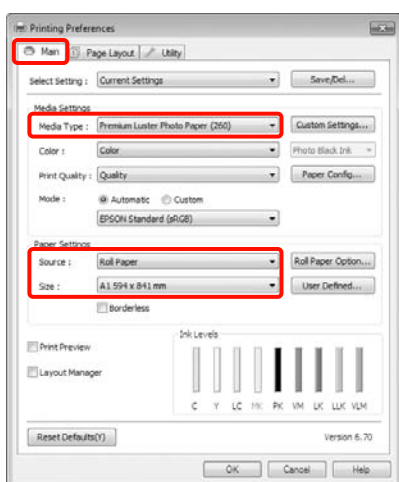 Printing Preferences
Main Page Layout Utility
Select Setting : Current Settings Save/Del...
Media Settings
Media Type : Premium Luster Photo Paper (260) Custom Settings...
Color : Color Photo Black Ink
Print Quality : Quality Paper Config...
Mode : Automatic Custom
EPSON Standard (sRGB)
Paper Settings
Source : Roll Paper Roll Paper Option...
Size : A1 594 x 841 mm User Defined...
Borderless
Print Preview
Layout Manager
Ink Levels
C Y LC MK PK VM LK LLK VLM
Reset Defaults(Y) Version 6.70
OK Cancel Help